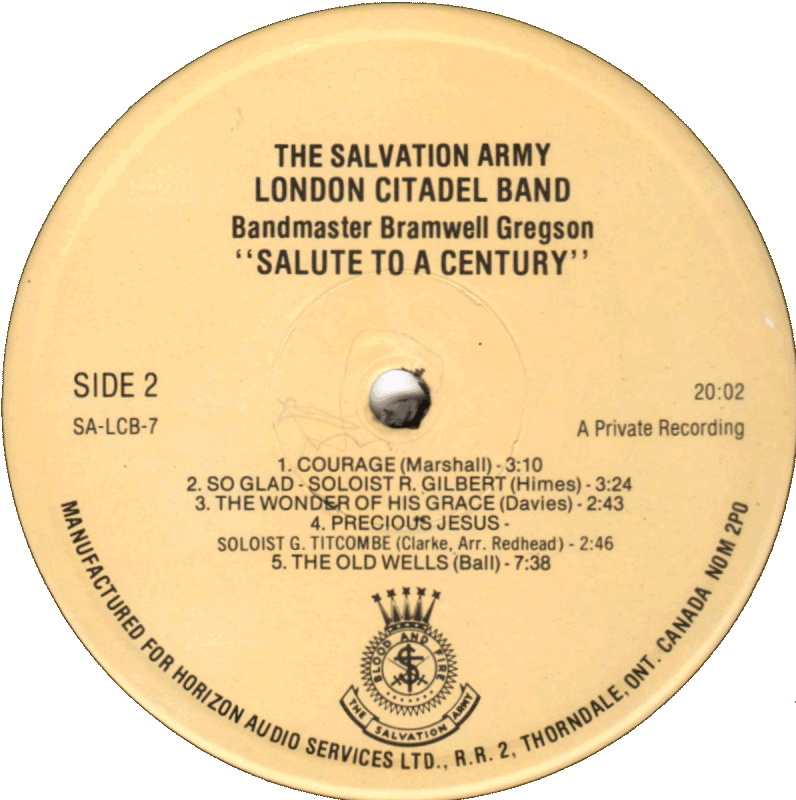 THE SALVATION ARMY
LONDON CITADEL BAND
Bandmaster Bramwell Gregson
''SALUTE TO A CENTURY''
SIDE 2
SA-LCB-7
20:02
A Private Recording
1. COURAGE (Marshall) - 3:10
2. SO GLAD - SOLOIST R. GILBERT (Himes) - 3:24
3. THE WONDER OF HIS GRACE (Davies) - 2:43
4. PRECIOUS JESUS -
SOLOIST G. TITCOMBE (Clarke, Arr. Redhead) - 2:46
5. THE OLD WELLS (Ball) - 7:38
BLOOD AND FIRE
S
THE SALVATION ARMY
MANUFACTURED FOR HORIZON AUDIO SERVICES LTD., R.R. 2, THORNDALE, ONT. CANADA N0M 2P0